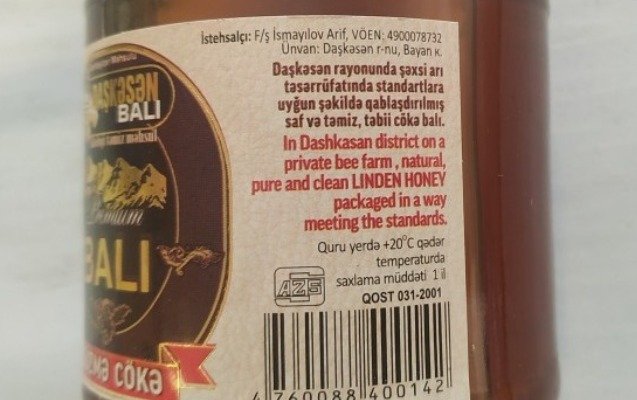 İstehsalçı: F/ş İsmayılov Arif, VÖEN: 4900078732
Ünvan: Daşkəsən r-nu, Bayan k.
Daşkəsən rayonunda şəxsi arı
təsərrüfatında standartlara
uyğun şəkildə qablaşdırılmış
saf və təmiz, təbii cökə balı.
In Dashkasan district on a
private bee farm , natural,
pure and clean LINDEN HONEY
packaged in a way
meeting the standards.
Quru yerdə +20°C qədər
temperaturda
saxlama müddəti 1 il
AZS
QOST 031-2001
4 760088 400142
BALI
təmiz məhsul
BALI
CÖKƏ